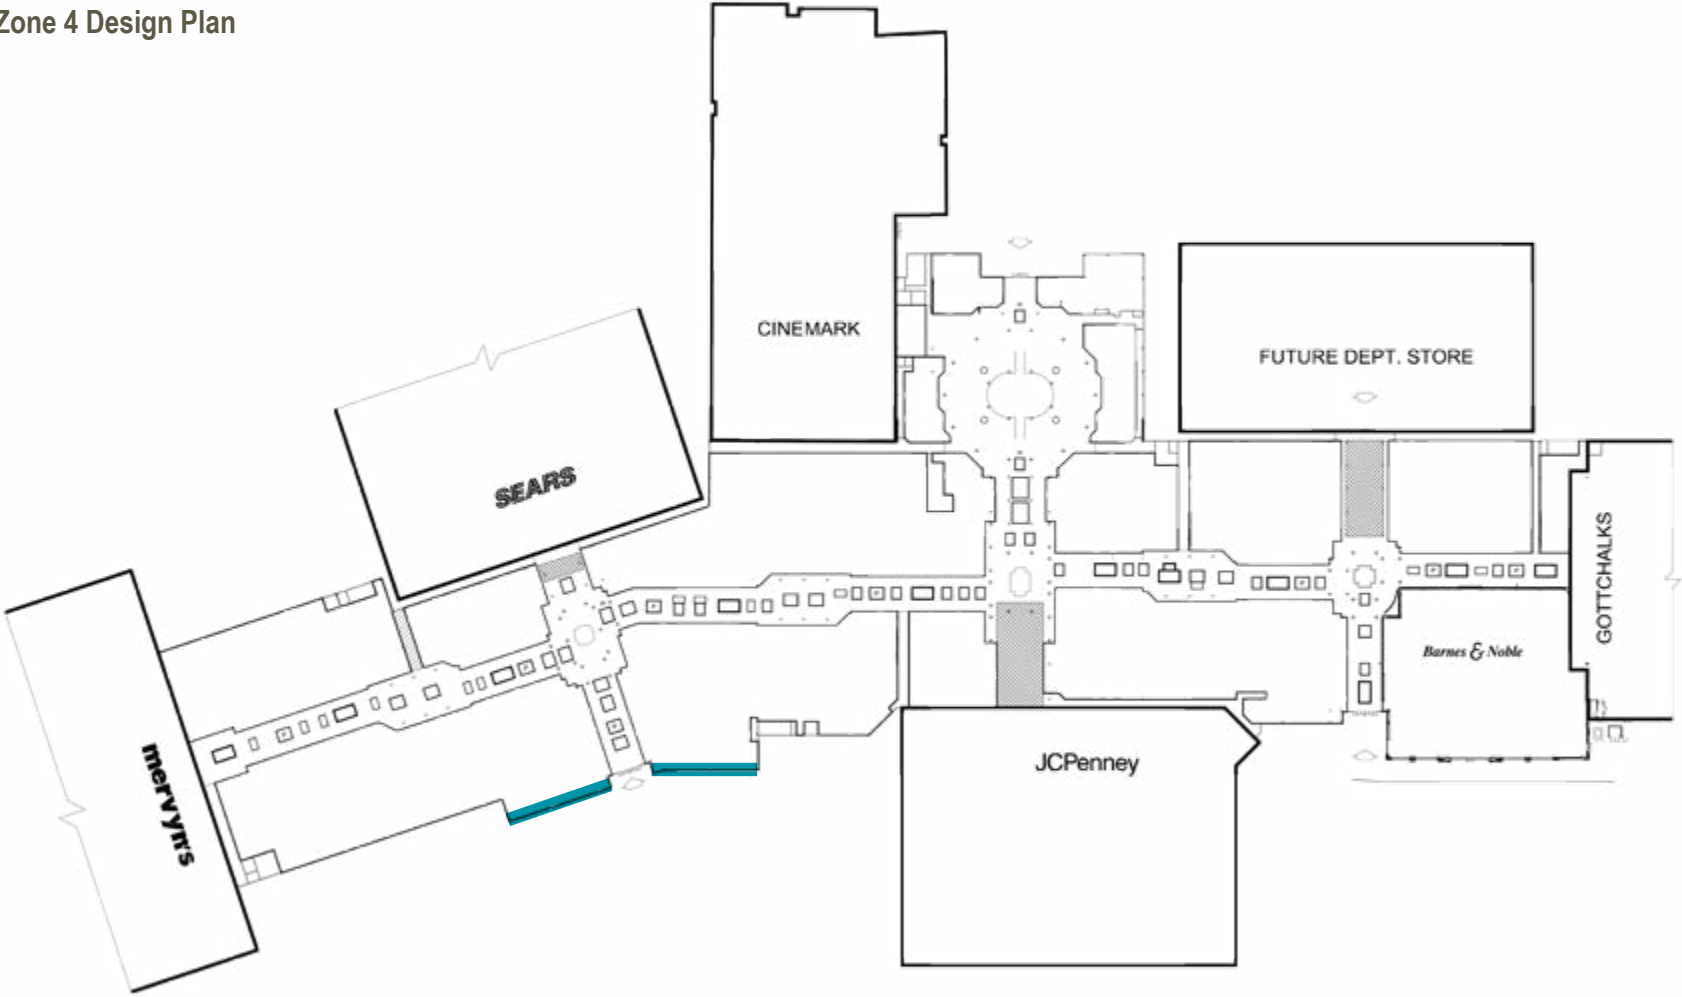 Zone 4 Design Plan
CINEMARK
FUTURE DEPT. STORE
SEARS
GOTTCHALKS
Barnes & Noble
mervyn's
JCPenney